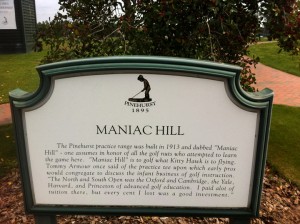 PINEHURST
1895
MANIAC HILL
The Pinehurst practice range was built in 1913 and dubbed "Maniac
Hill" - one assumes in honor of all the golf nuts who attempted to learn
the game here. "Maniac Hill" is to golf what Kitty Hawk is to flying.
Tommy Armour once said of the practice tee upon which early pros
would congregate to discuss the infant business of golf instruction,
"The North and South Open was the Oxford and Cambridge, the Yale,
Harvard, and Princeton of advanced golf education. I paid alot of
tuition there, but every cent I lost was a good investment."